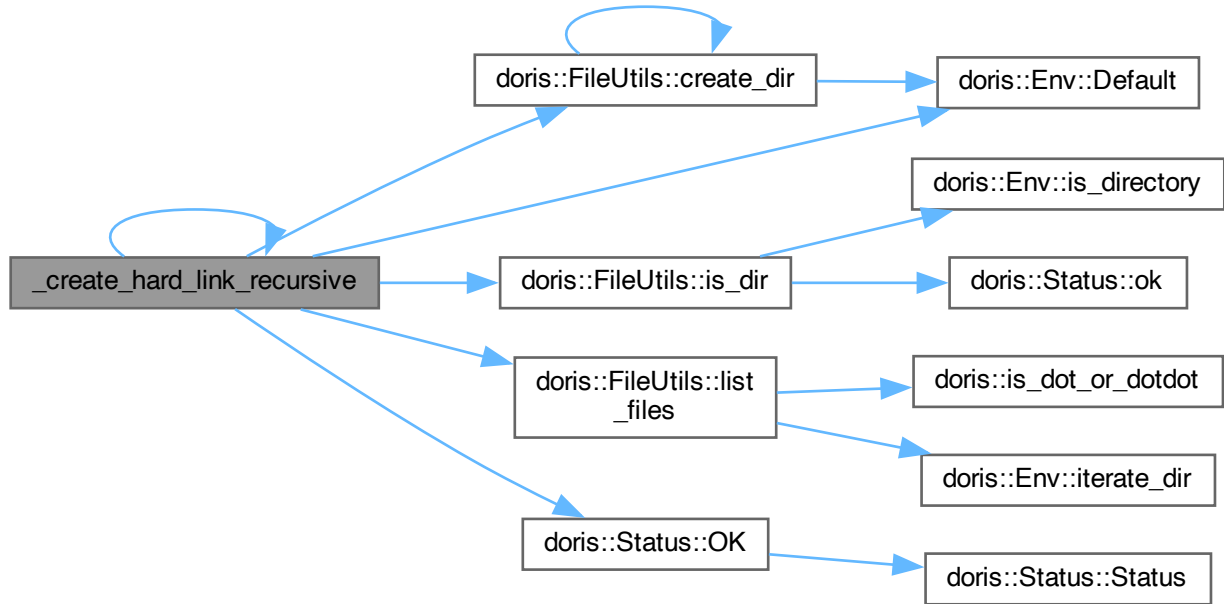 doris::FileUtils::create_dir
doris::Env::Default
doris::Env::is_directory
_create_hard_link_recursive
doris::FileUtils::is_dir
doris::Status::ok
doris::FileUtils::list
_files
doris::is_dot_or_dotdot
doris::Env::iterate_dir
doris::Status::OK
doris::Status::Status